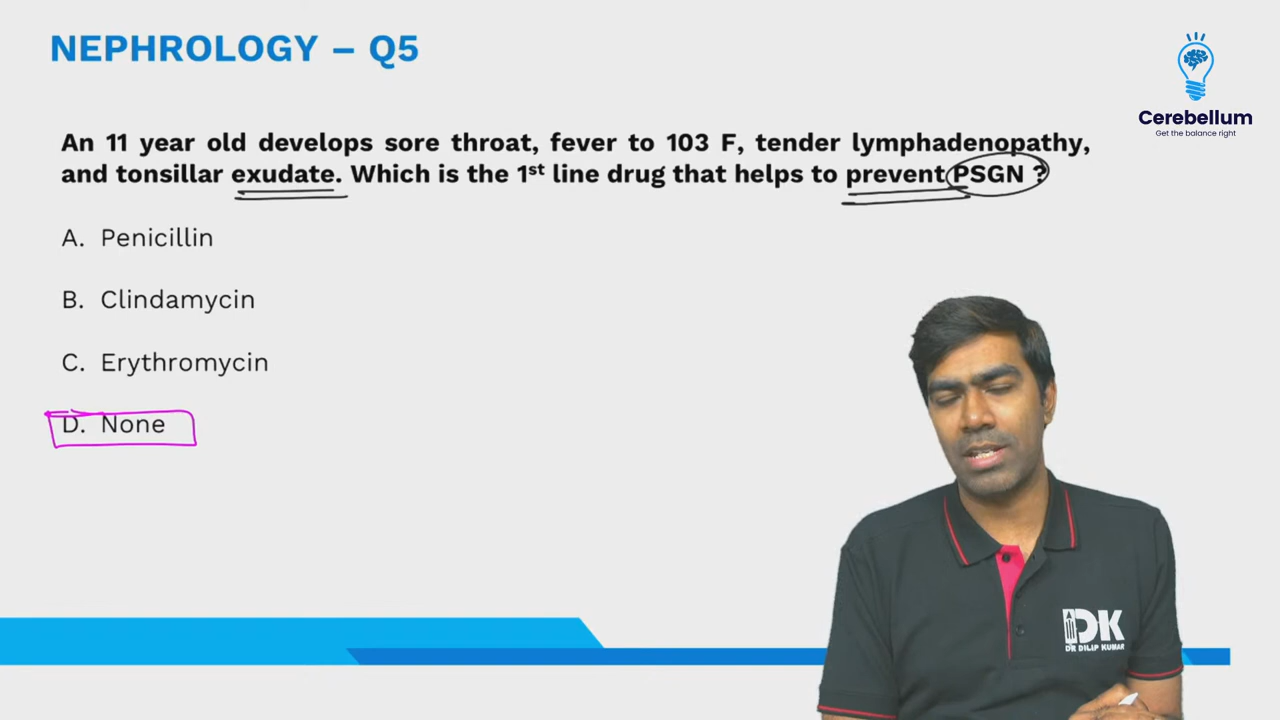 NEPHROLOGY – Q5
Cerebellum
Get the balance right
An 11 year old develops sore throat, fever to 103 F, tender lymphadenopathy,
and tonsillar exudate. Which is the 1st line drug that helps to prevent PSGN ?
A. Penicillin
B. Clindamycin
C. Erythromycin
D. None
DK
DR DILIP KUMAR